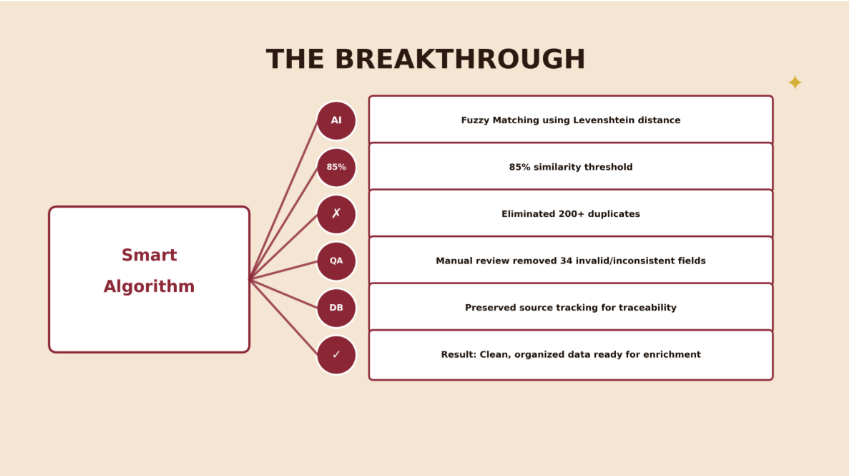 THE BREAKTHROUGH
Smart
Algorithm
AI
Fuzzy Matching using Levenshtein distance
85%
85% similarity threshold
✗
Eliminated 200+ duplicates
QA
Manual review removed 34 invalid/inconsistent fields
DB
Preserved source tracking for traceability
✓
Result: Clean, organized data ready for enrichment